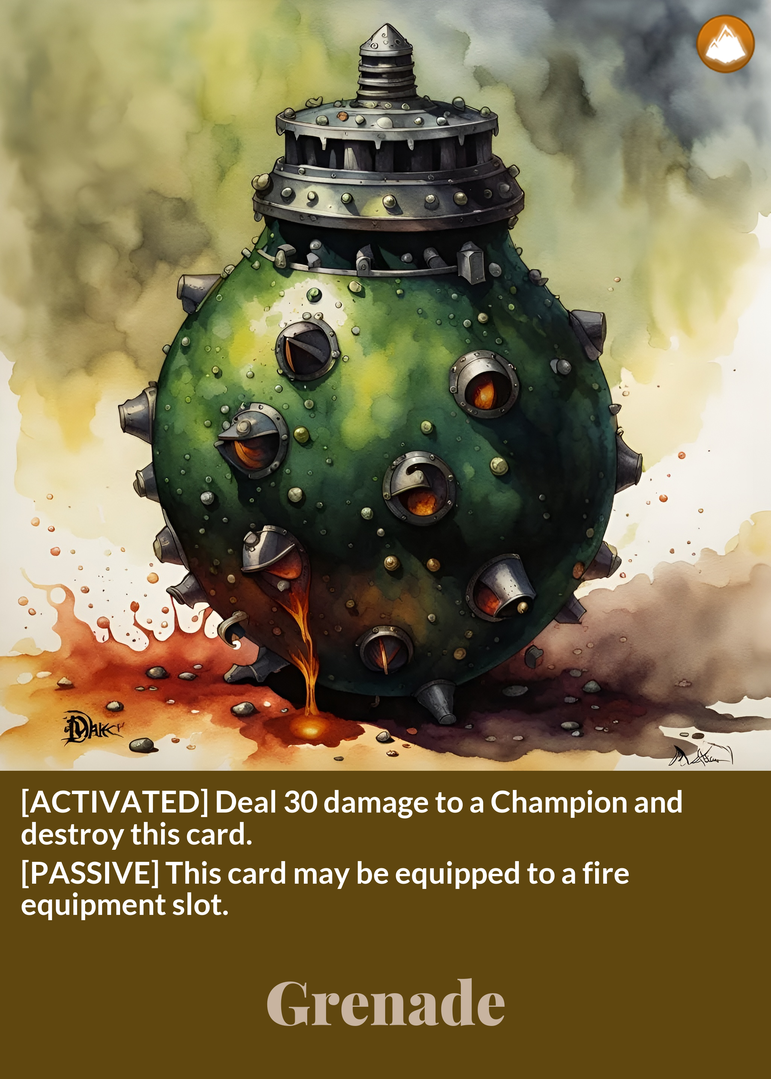 [ACTIVATED] Deal 30 damage to a Champion and
destroy this card.
[PASSIVE] This card may be equipped to a fire
equipment slot.
Grenade